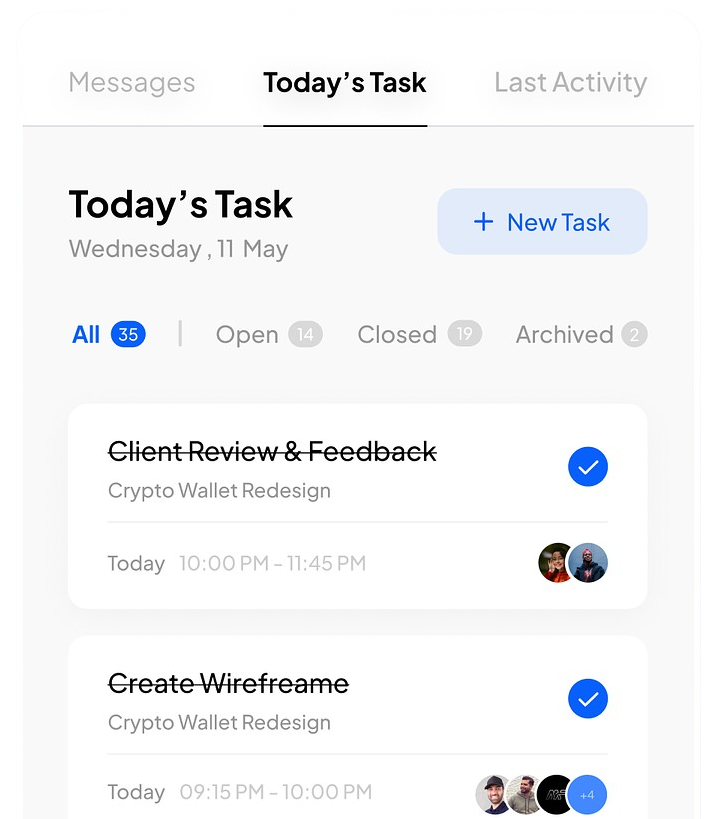 Messages
Today's Task
Last Activity
Today's Task
+ New Task
Wednesday , 11 May
All 35 | Open 14 Closed 19 Archived 2
Client Review & Feedback
Crypto Wallet Redesign
Today 10:00 PM - 11:45 PM
Create Wirefreame
Crypto Wallet Redesign
Today 09:15 PM - 10:00 PM
+4